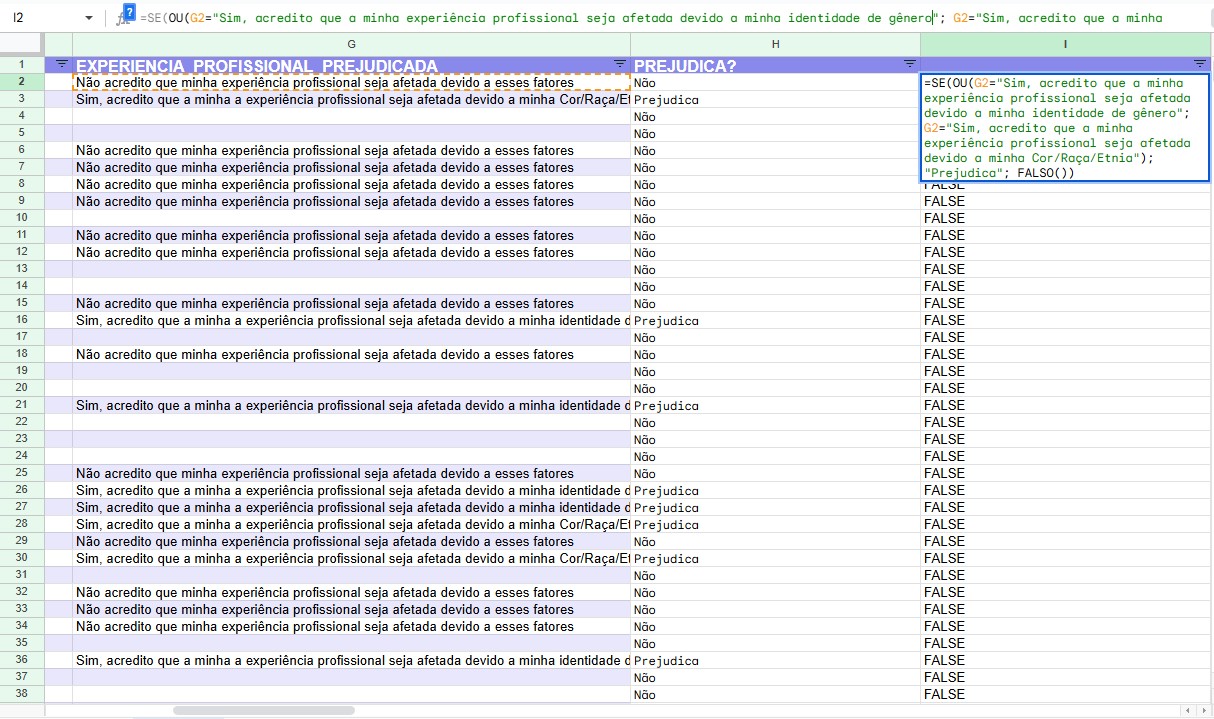 I2
?
fx
=SE(OU(G2="Sim, acredito que a minha experiência profissional seja afetada devido a minha identidade de gênero"; G2="Sim, acredito que a minha
G H I
1 EXPERIENCIA_PROFISSIONAL_PREJUDICADA PREJUDICA?
2 Não acredito que minha experiência profissional seja afetada devido a esses fatores Não
=SE(OU(G2="Sim, acredito que a minha
experiência profissional seja afetada
devido a minha identidade de gênero";
G2="Sim, acredito que a minha
experiência profissional seja afetada
devido a minha Cor/Raça/Etnia");
"Prejudica"; FALSO())
3 Sim, acredito que a minha a experiência profissional seja afetada devido a minha Cor/Raça/Et Prejudica
4 Não
5 Não
6 Não acredito que minha experiência profissional seja afetada devido a esses fatores Não
7 Não acredito que minha experiência profissional seja afetada devido a esses fatores Não
8 Não acredito que minha experiência profissional seja afetada devido a esses fatores Não FALSE
9 Não acredito que minha experiência profissional seja afetada devido a esses fatores Não FALSE
10 Não FALSE
11 Não acredito que minha experiência profissional seja afetada devido a esses fatores Não FALSE
12 Não acredito que minha experiência profissional seja afetada devido a esses fatores Não FALSE
13 Não FALSE
14 Não FALSE
15 Não acredito que minha experiência profissional seja afetada devido a esses fatores Não FALSE
16 Sim, acredito que a minha a experiência profissional seja afetada devido a minha identidade d Prejudica FALSE
17 Não FALSE
18 Não acredito que minha experiência profissional seja afetada devido a esses fatores Não FALSE
19 Não FALSE
20 Não FALSE
21 Sim, acredito que a minha a experiência profissional seja afetada devido a minha identidade d Prejudica FALSE
22 Não FALSE
23 Não FALSE
24 Não FALSE
25 Não acredito que minha experiência profissional seja afetada devido a esses fatores Não FALSE
26 Sim, acredito que a minha a experiência profissional seja afetada devido a minha identidade d Prejudica FALSE
27 Sim, acredito que a minha a experiência profissional seja afetada devido a minha identidade d Prejudica FALSE
28 Sim, acredito que a minha a experiência profissional seja afetada devido a minha Cor/Raça/Et Prejudica FALSE
29 Não acredito que minha experiência profissional seja afetada devido a esses fatores Não FALSE
30 Sim, acredito que a minha a experiência profissional seja afetada devido a minha Cor/Raça/Et Prejudica FALSE
31 Não FALSE
32 Não acredito que minha experiência profissional seja afetada devido a esses fatores Não FALSE
33 Não acredito que minha experiência profissional seja afetada devido a esses fatores Não FALSE
34 Não acredito que minha experiência profissional seja afetada devido a esses fatores Não FALSE
35 Não FALSE
36 Sim, acredito que a minha a experiência profissional seja afetada devido a minha identidade d Prejudica FALSE
37 Não FALSE
38 Não FALSE